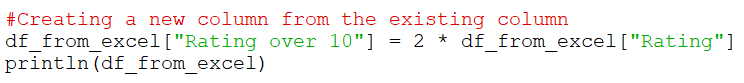 #Creating a new column from the existing column
df_from_excel["Rating over 10"] = 2 * df_from_excel["Rating"]
println(df_from_excel)